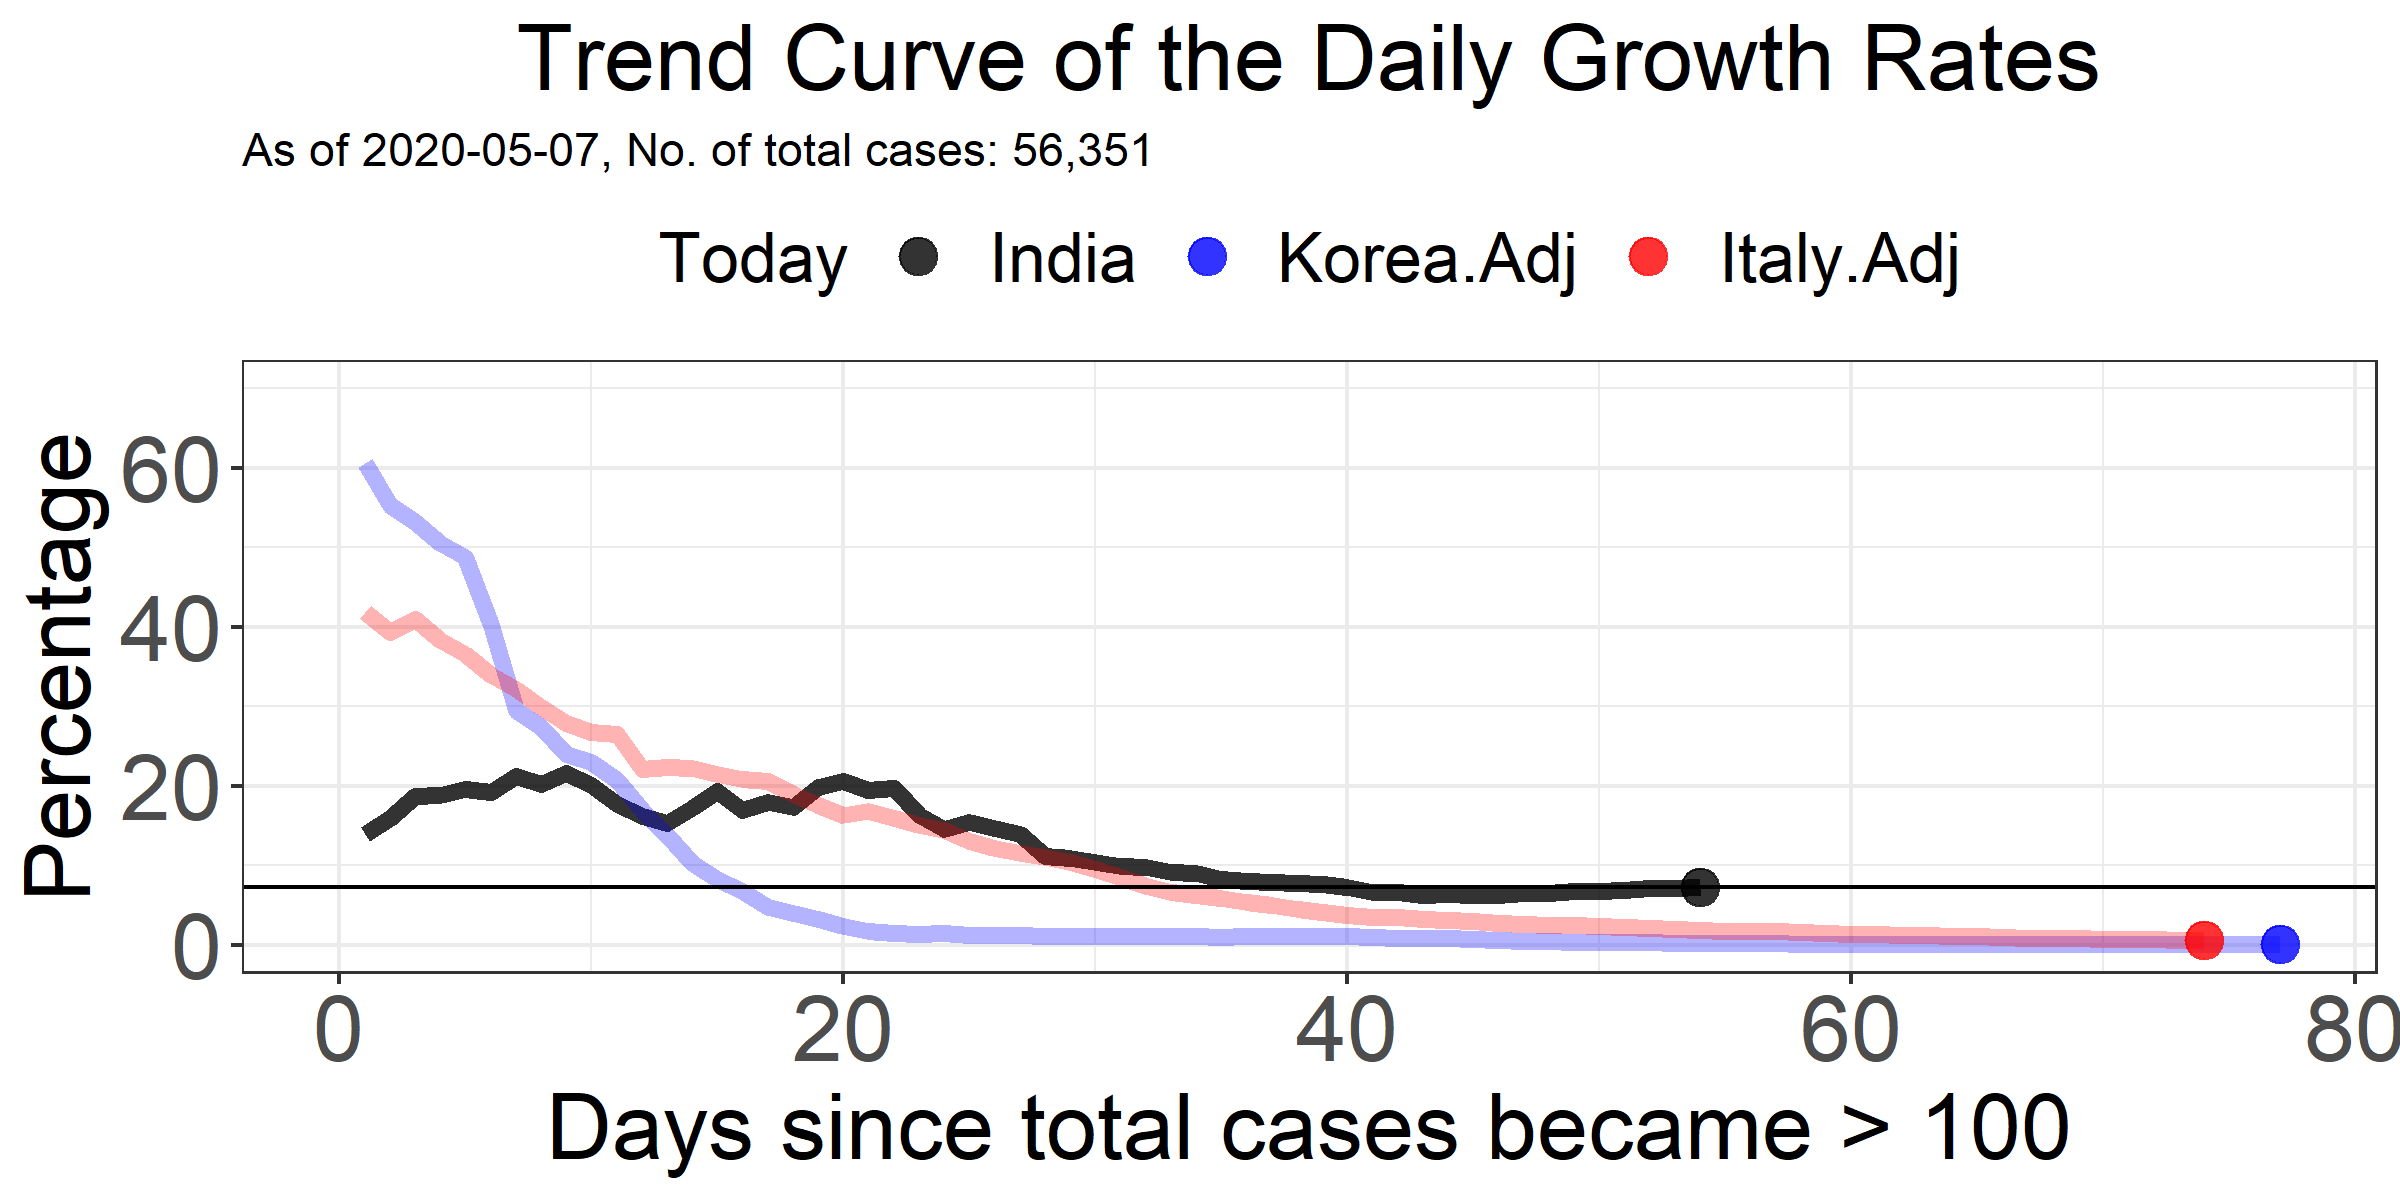 Trend Curve of the Daily Growth Rates
As of 2020-05-07, No. of total cases: 56,351
Today India Korea.Adj Italy.Adj
Percentage
60
40
20
0
0 20 40 60 80
Days since total cases became > 100